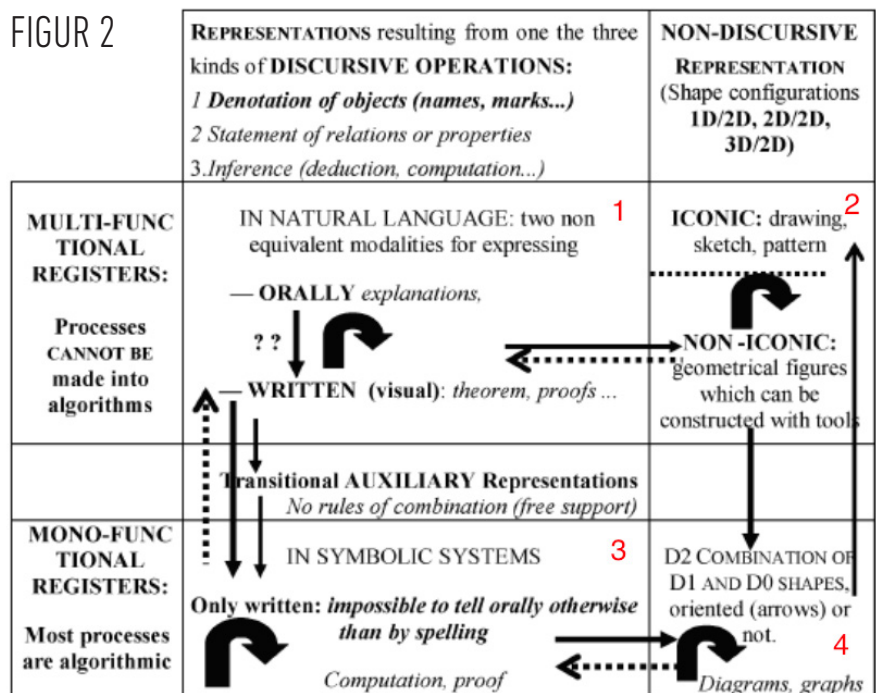 FIGUR 2
REPRESENTATIONS resulting from one the three
kinds of DISCURSIVE OPERATIONS:
1 Denotation of objects (names, marks...)
2 Statement of relations or properties
3.Inference (deduction, computation...)
NON-DISCURSIVE
REPRESENTATION
(Shape configurations
1D/2D, 2D/2D,
3D/2D)
MULTI-FUNC
TIONAL
REGISTERS:
Processes
CANNOT BE
made into
algorithms
1
IN NATURAL LANGUAGE: two non
equivalent modalities for expressing
— ORALLY explanations,
? ?
— WRITTEN (visual): theorem, proofs ...
2
ICONIC: drawing,
sketch, pattern
NON -ICONIC:
geometrical figures
which can be
constructed with tools
Transitional AUXILIARY Representations
No rules of combination (free support)
MONO-FUNC
TIONAL
REGISTERS:
Most processes
are algorithmic
IN SYMBOLIC SYSTEMS 3
Only written: impossible to tell orally otherwise
than by spelling
Computation, proof
D2 COMBINATION OF
D1 AND D0 SHAPES,
oriented (arrows) or
not.
4
Diagrams, graphs